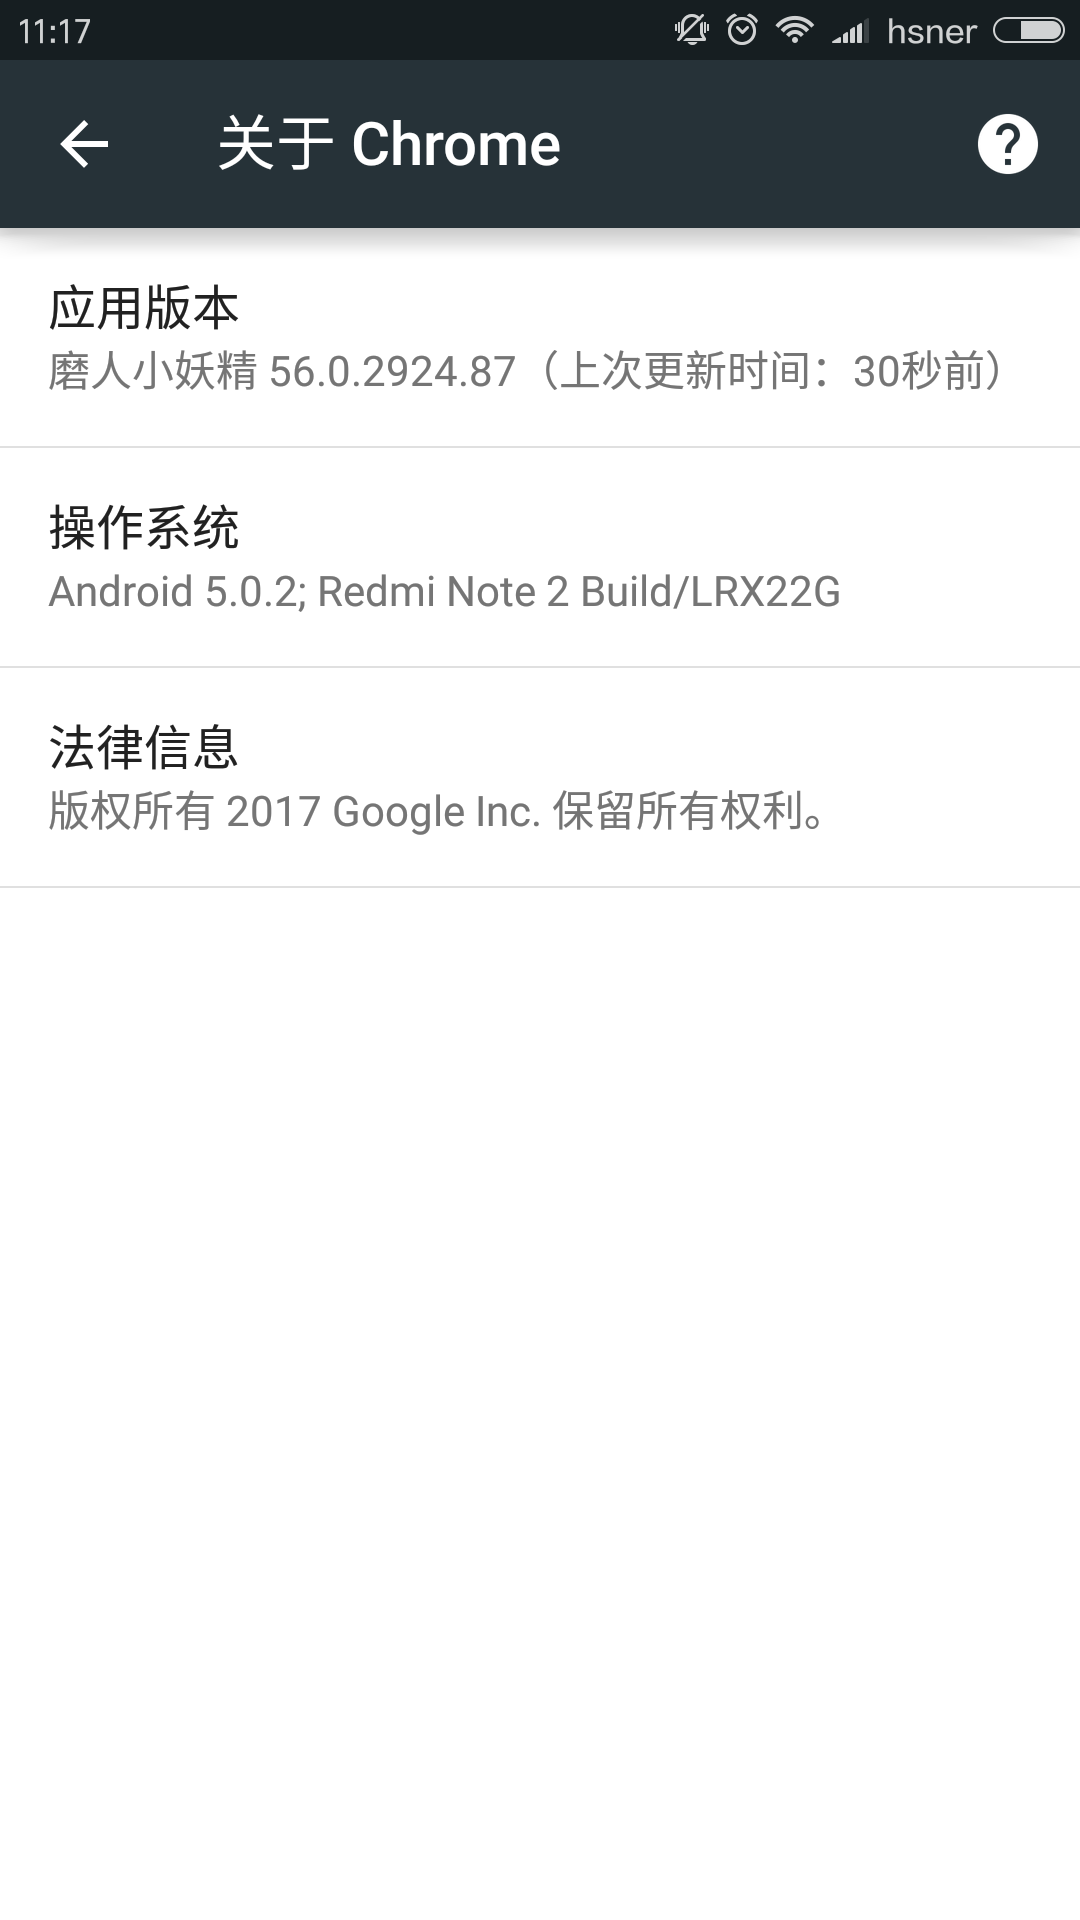 11:17
hsner
关于 Chrome
应用版本
磨人小妖精 56.0.2924.87（上次更新时间：30秒前）
操作系统
Android 5.0.2; Redmi Note 2 Build/LRX22G
法律信息
版权所有 2017 Google Inc. 保留所有权利。